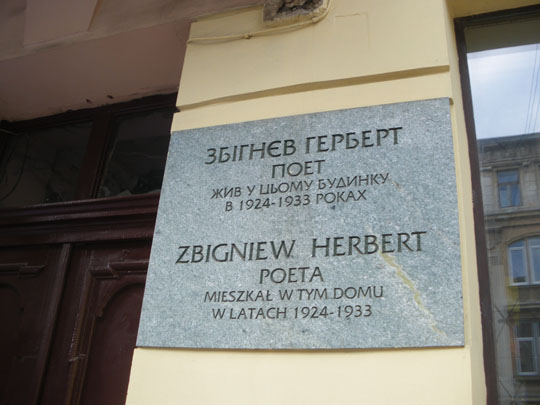 ЗБІГНЄВ ГЕРБЕРТ
ПОЕТ
ЖИВ У ЦЬОМУ БУДИНКУ
В 1924-1933 РОКАХ
ZBIGNIEW HERBERT
POETA
MIESZKAŁ W TYM DOMU
W LATACH 1924-1933